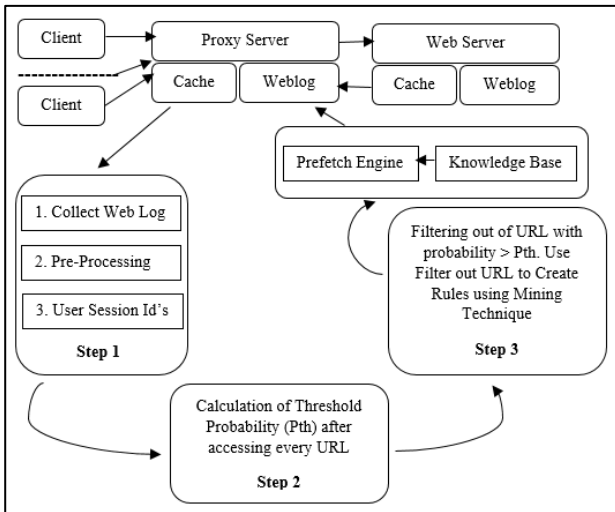 Client
Proxy Server
Web Server
Cache
Weblog
Cache
Weblog
Client
Prefetch Engine
Knowledge Base
1. Collect Web Log
2. Pre-Processing
3. User Session Id's
Step 1
Filtering out of URL with
probability > Pth. Use
Filter out URL to Create
Rules using Mining
Technique
Step 3
Calculation of Threshold
Probability (Pth) after
accessing every URL
Step 2